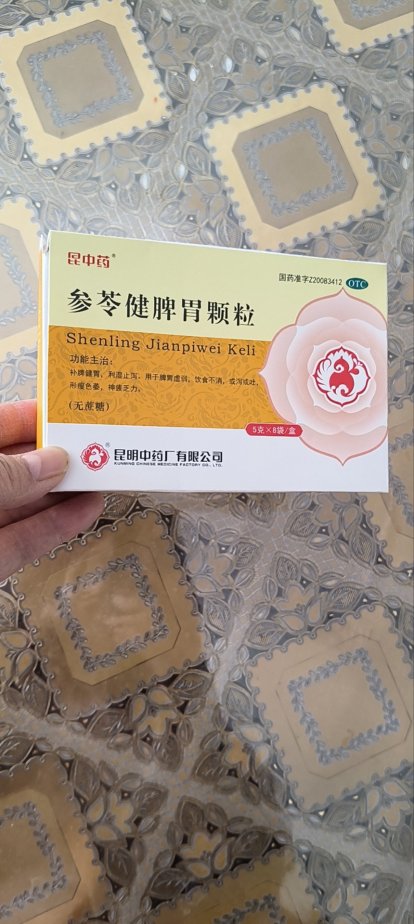 昆中药®
国药准字Z20083412 OTC
参苓健脾胃颗粒
Shenling Jianpiwei Keli
功能主治:
补脾健胃，利湿止泻。用于脾胃虚弱，饮食不消，或泻或吐，
形瘦色萎，神疲乏力。
(无蔗糖)
5克×8袋/盒
昆明中药厂有限公司
KUNMING CHINESE MEDICINE FACTORY CO., LTD.